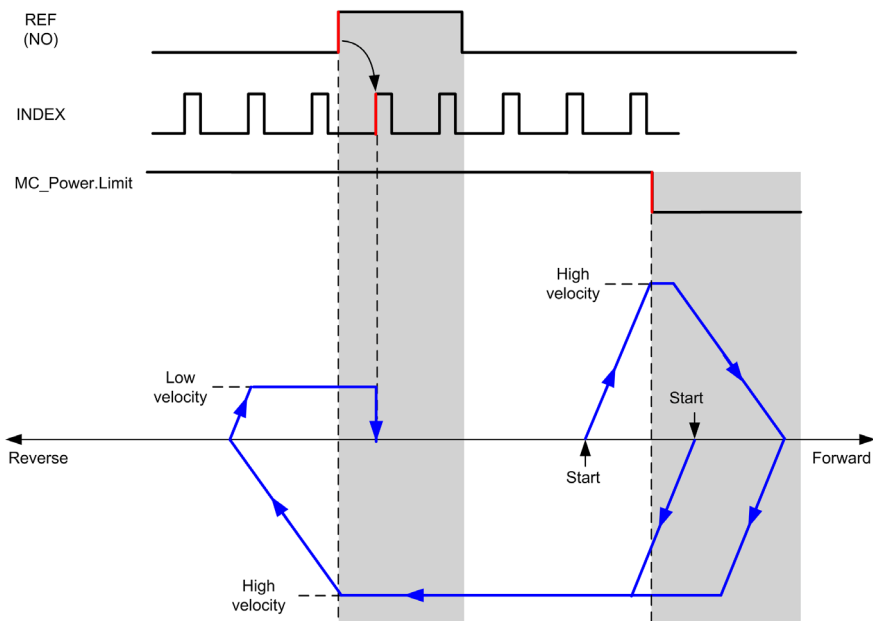 REF
(NO)
INDEX
MC_Power.Limit
High
velocity
Low
velocity
Start
Reverse
Forward
Start
High
velocity